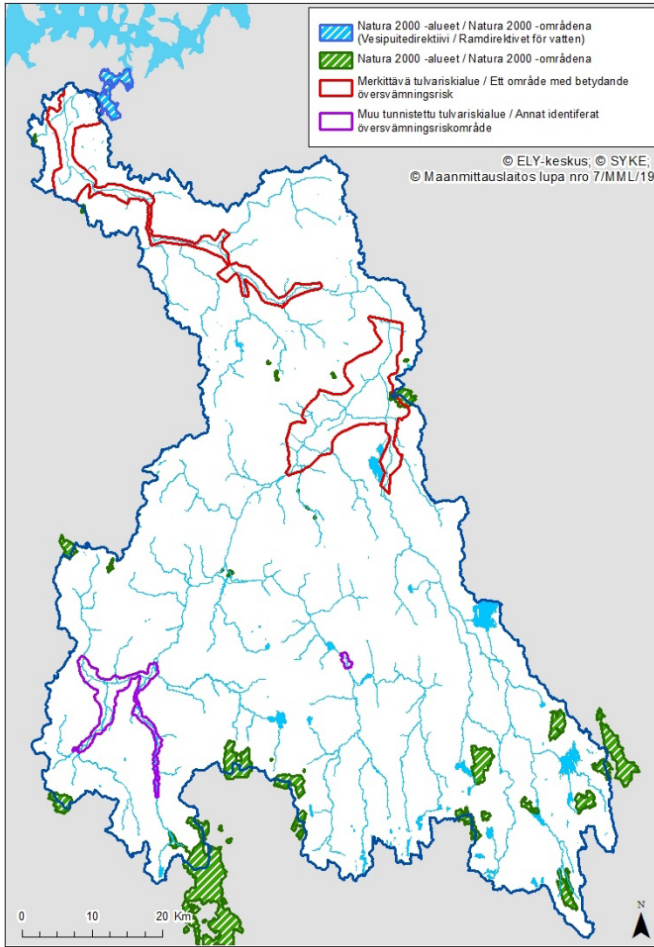 Natura 2000 -alueet / Natura 2000 -områdena
(Vesipuitedirektiivi / Ramdirektivet för vatten)
Natura 2000 -alueet / Natura 2000 -områdena
Merkittävä tulvariskialue / Ett område med betydande
översvämningsrisk
Muu tunnistettu tulvariskialue / Annat identifierat
översvämningsriskområde
© ELY-keskus; © SYKE;
© Maanmittauslaitos lupa nro 7/MML/19
0 10 20 Km
N